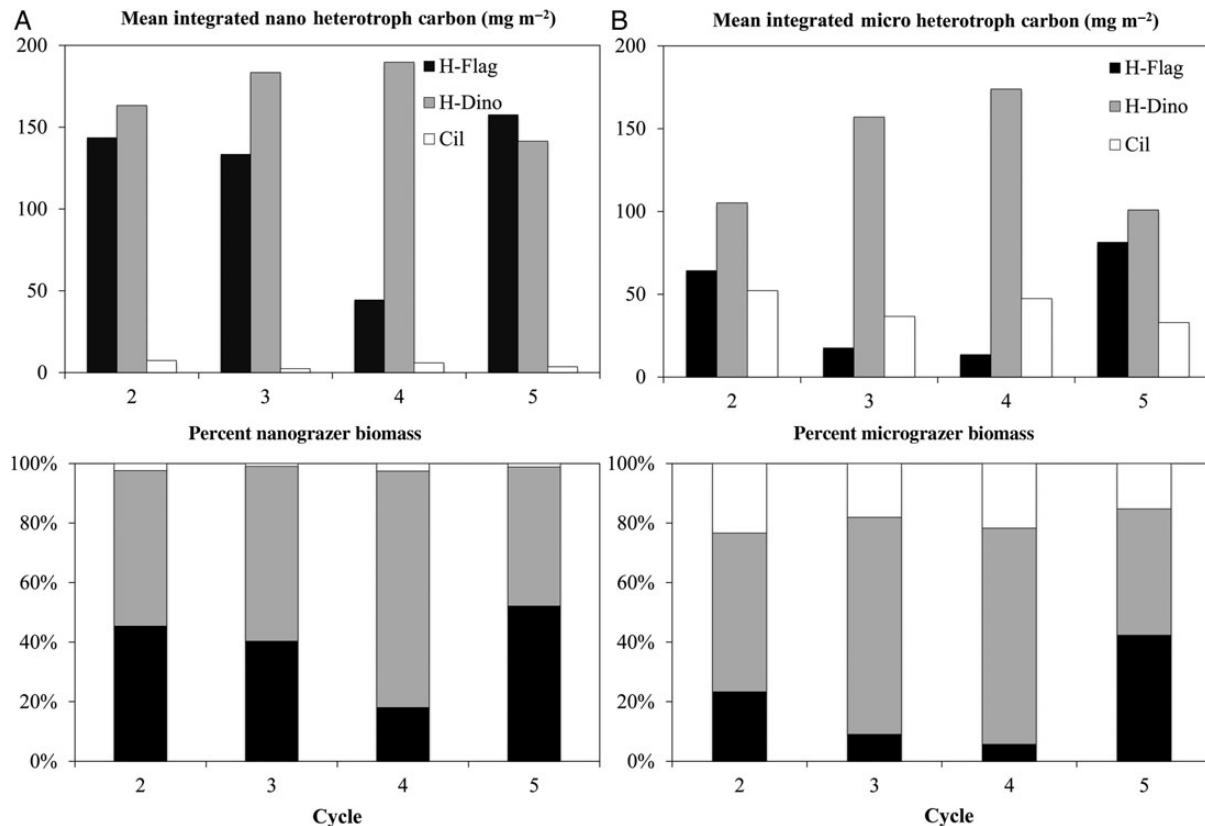 A
Mean integrated nano heterotroph carbon (mg m⁻²)
200
150
100
50
0
H-Flag
H-Dino
Cil
2 3 4 5
Percent nanograzer biomass
100%
80%
60%
40%
20%
0%
2 3 4 5
Cycle
B
Mean integrated micro heterotroph carbon (mg m⁻²)
200
150
100
50
0
H-Flag
H-Dino
Cil
2 3 4 5
Percent micrograzer biomass
100%
80%
60%
40%
20%
0%
2 3 4 5
Cycle